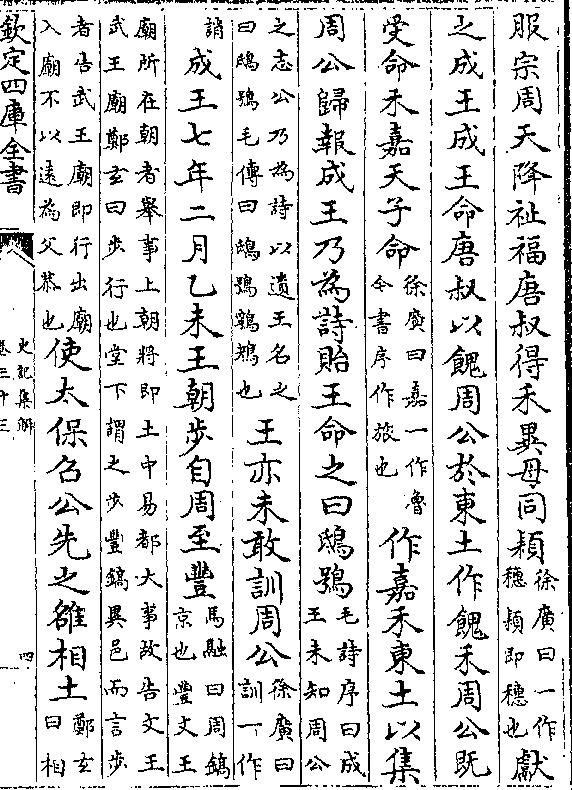 服宗周天降祉福唐叔得禾異母同穎徐廣曰一作穗穎即穗也獻
之成王成王命唐叔以餽周公於東土作餽禾周公既
受命禾嘉天子命徐廣曰嘉一作魯今書序作旅也作嘉禾東土以集
周公歸報成王乃為詩貽王命之曰鴟鴞毛詩序曰成王未知周公
之志公乃為詩以遺王名之曰鴟鴞毛傳曰鴟鴞鸋鴂也王亦未敢訓周公徐廣曰訓一作
誚成王七年二月乙未王朝步自周至豐馬融曰周鎬京也豐文王
廟所在朝者舉事上朝將即土中易都大事故告文王武王廟鄭玄曰步行也堂下謂之步豐鎬異邑而言步
者告武王廟即行出廟入廟不以遠為父恭也使太保召公先之雒相土鄭玄曰相
欽定四庫全書
史記集解
卷三十三
四